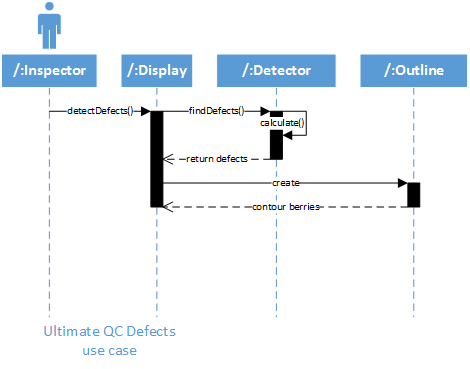 /:Inspector
/:Display
/:Detector
/:Outline
detectDefects()
findDefects()
calculate()
return defects
create
contour berries
Ultimate QC Defects
use case